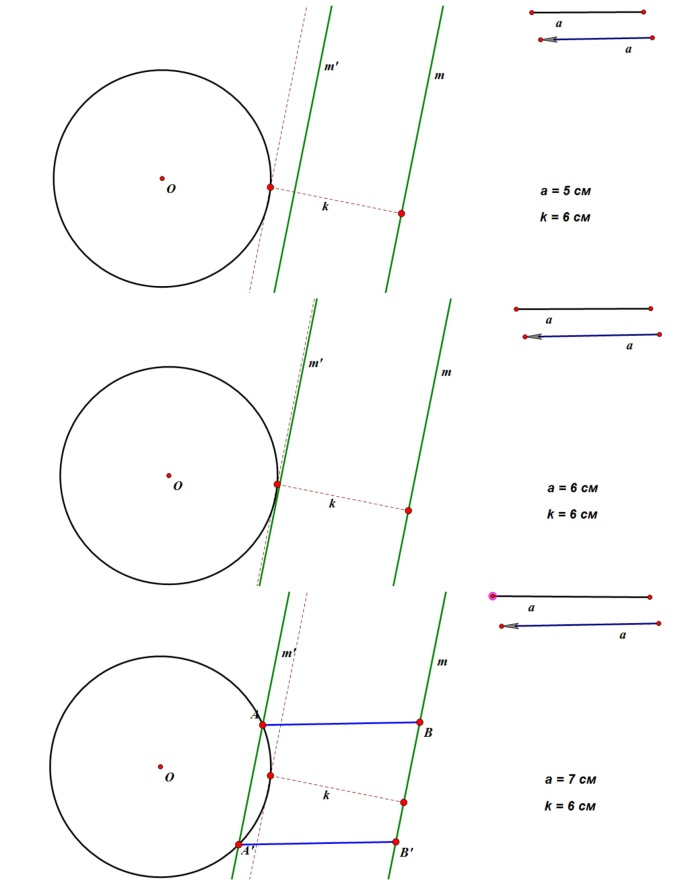 a
m'
a
m
O
a = 5 см
k
k = 6 см
a
a
m'
m
O
a = 6 см
k
k = 6 см
a
a
m'
m
A
B
O
a = 7 см
k
k = 6 см
A'
B'